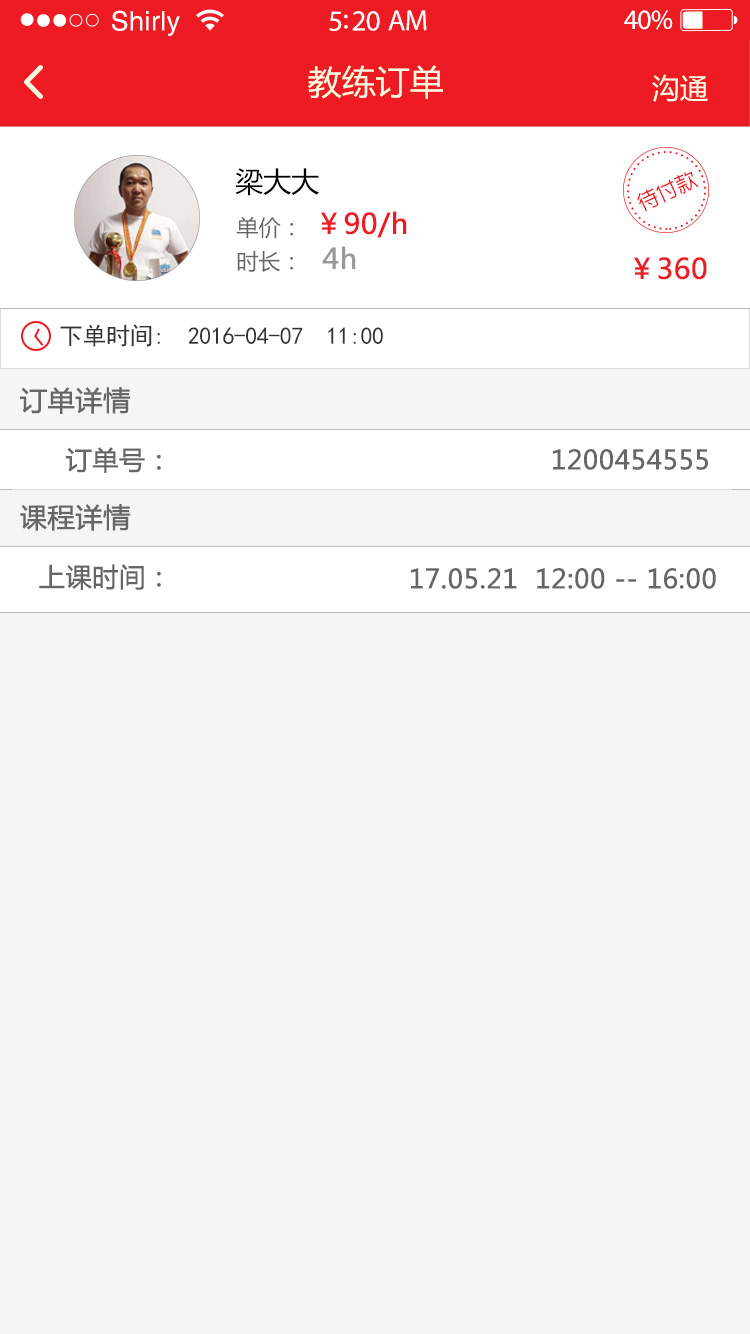 Shirly 5:20 AM 40%
教练订单 沟通
梁大大
待付款
单价： ¥ 90/h
时长： 4h
¥ 360
下单时间: 2016-04-07 11:00
订单详情
订单号： 1200454555
课程详情
上课时间： 17.05.21 12:00 -- 16:00